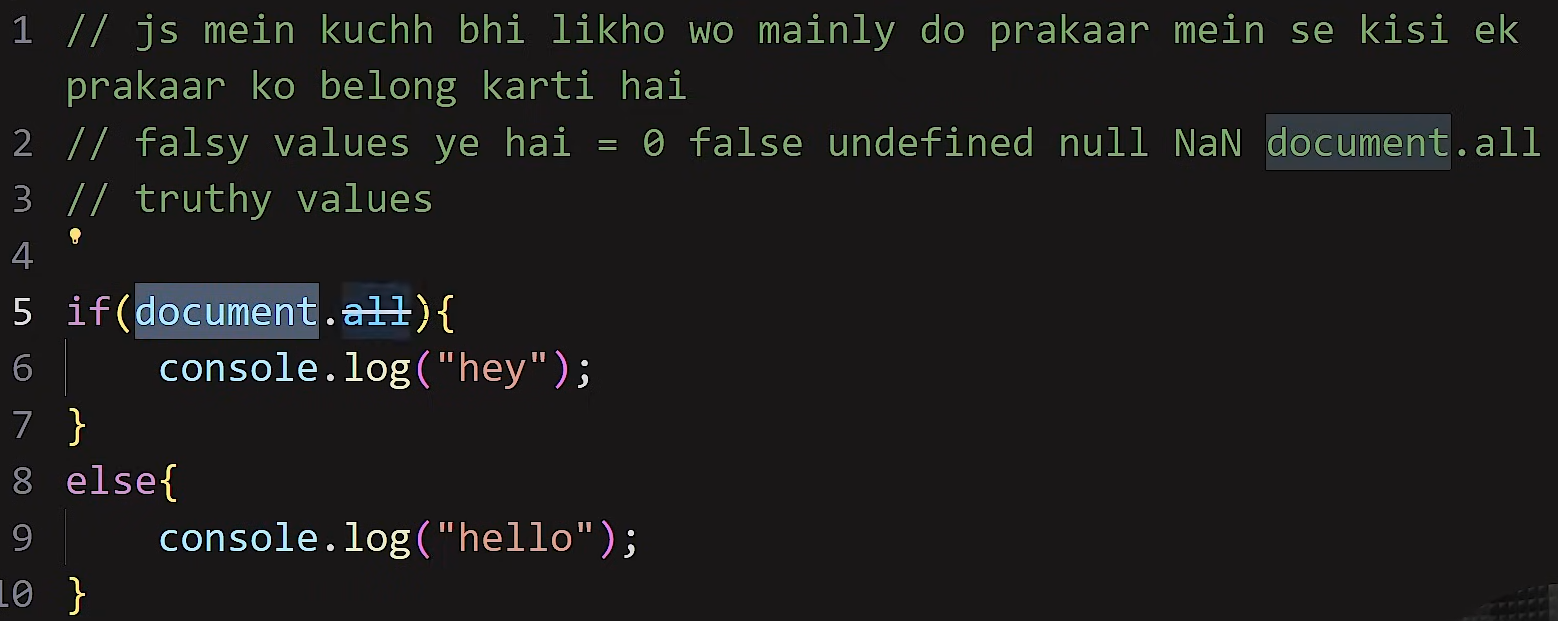 1 // js mein kuchh bhi likho wo mainly do prakaar mein se kisi ek
prakaar ko belong karti hai
2 // falsy values ye hai = 0 false undefined null NaN document.all
3 // truthy values
4
5 if(document.all){
6 console.log("hey");
7 }
8 else{
9 console.log("hello");
10 }